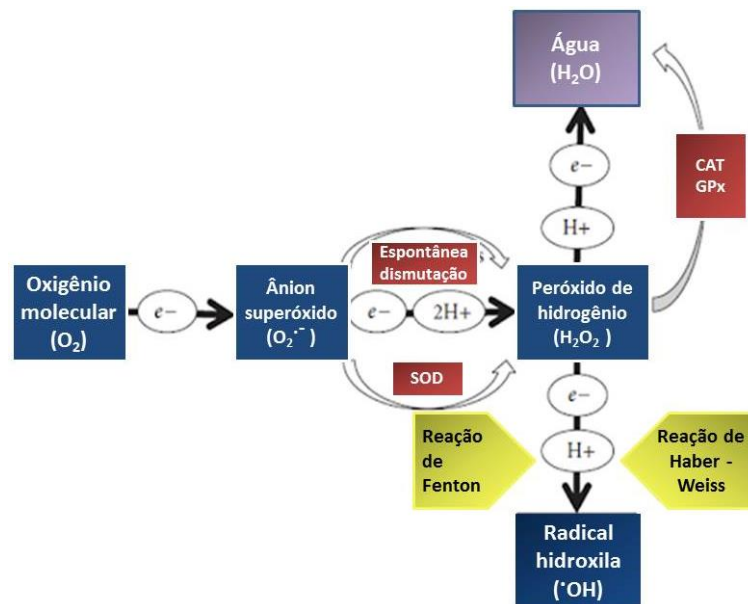 Água
(H₂O)
e−
H+
CAT
GPx
Espontânea
dismutação
s
Oxigênio
molecular
(O₂)
e−
Ânion
superóxido
(O₂·⁻)
e−
2H+
Peróxido de
hidrogênio
(H₂O₂ )
SOD
e−
H+
Reação
de
Fenton
Reação de
Haber -
Weiss
Radical
hidroxila
(·OH)